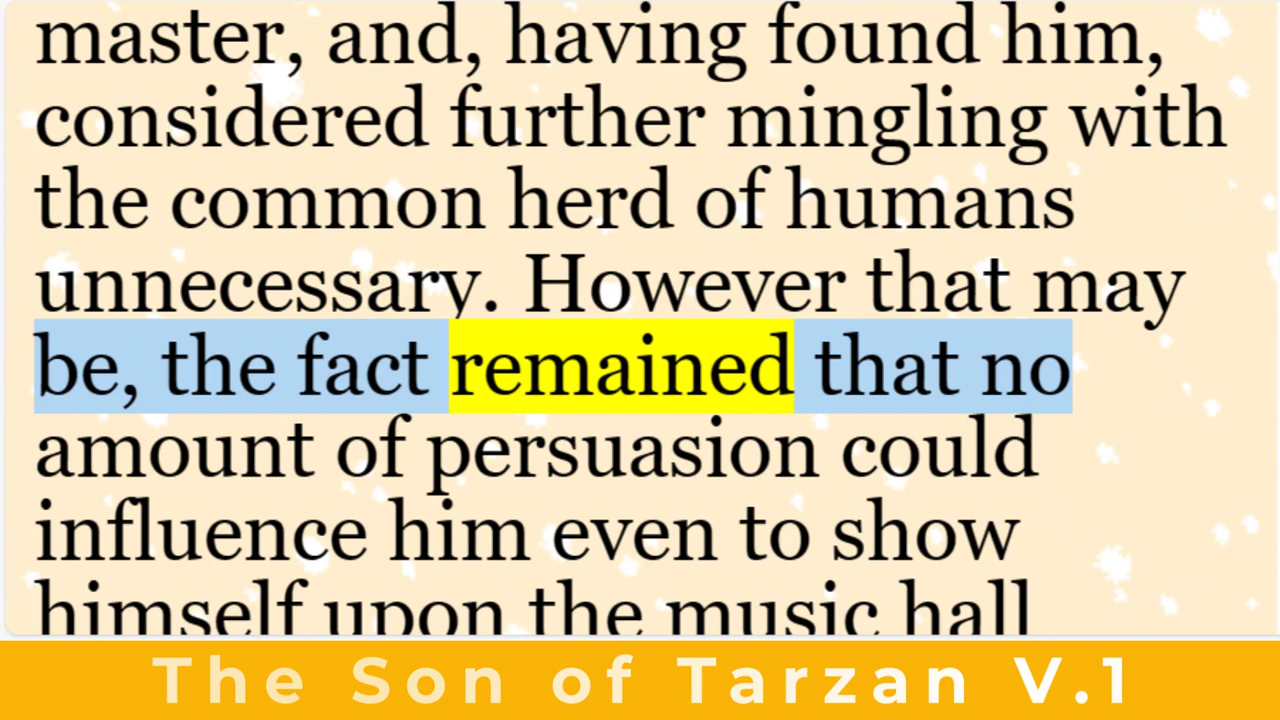 master, and, having found him,
considered further mingling with
the common herd of humans
unnecessary. However that may
be, the fact remained that no
amount of persuasion could
influence him even to show
himself upon the music hall
The Son of Tarzan V.1